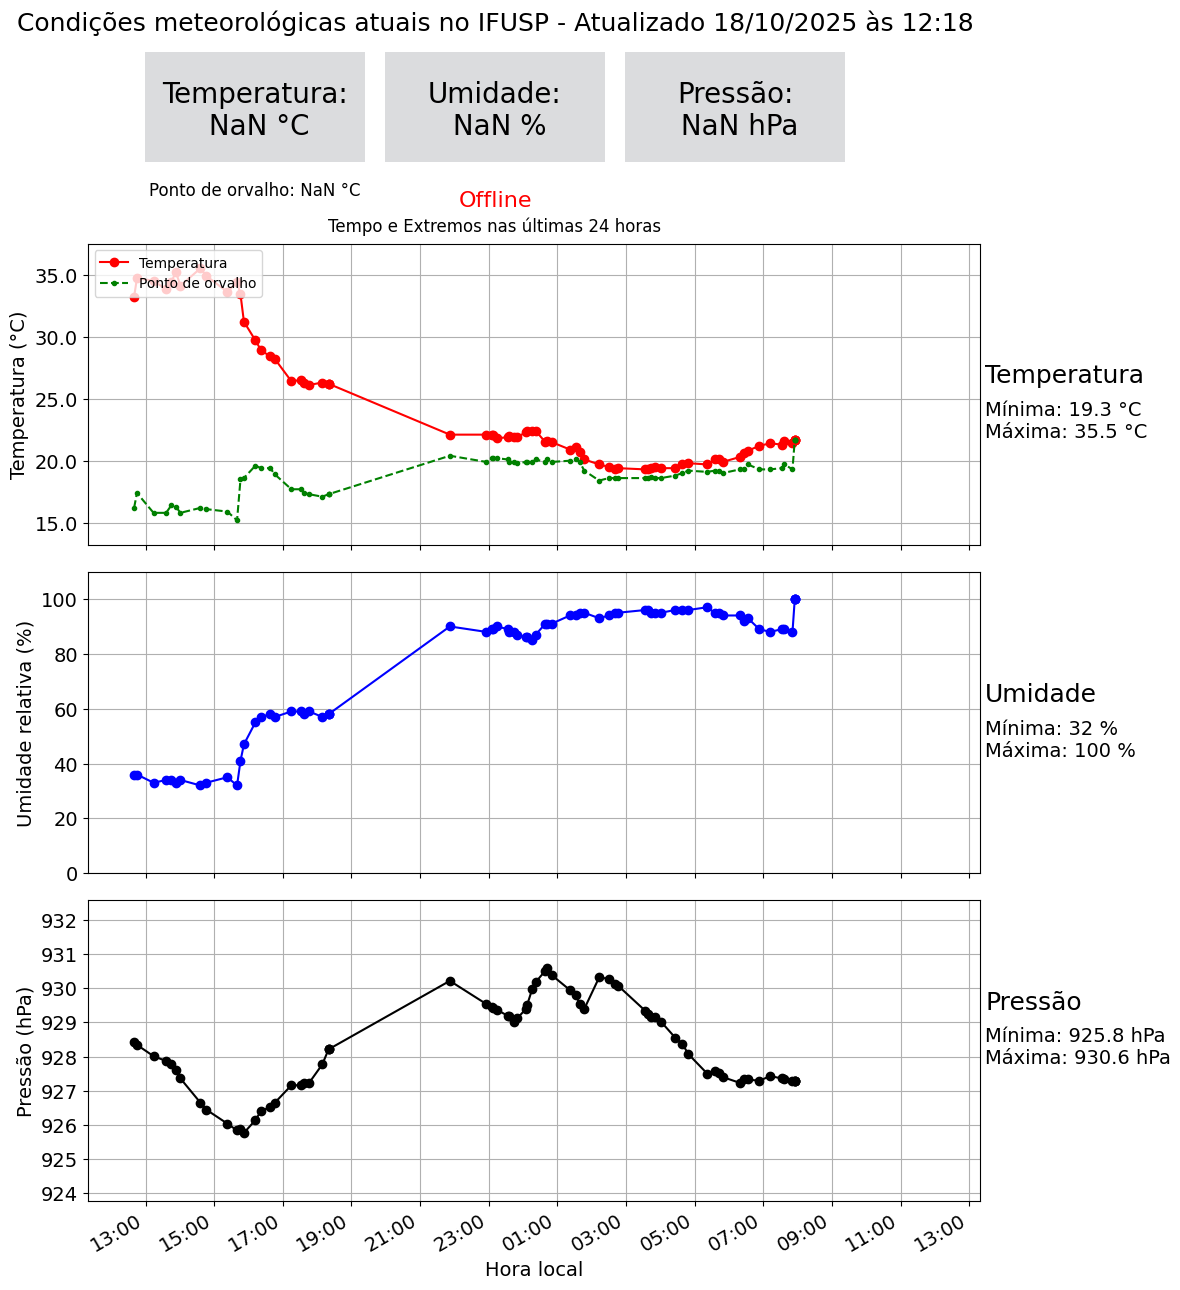 Condições meteorológicas atuais no IFUSP - Atualizado 18/10/2025 às 12:18
Temperatura:
NaN °C
Umidade:
NaN %
Pressão:
NaN hPa
Ponto de orvalho: NaN °C
Offline
Tempo e Extremos nas últimas 24 horas
Temperatura
Ponto de orvalho
35.0
30.0
25.0
20.0
15.0
Temperatura (°C)
Temperatura
Mínima: 19.3 °C
Máxima: 35.5 °C
100
80
60
40
20
0
Umidade relativa (%)
Umidade
Mínima: 32 %
Máxima: 100 %
932
931
930
929
928
927
926
925
924
Pressão (hPa)
Pressão
Mínima: 925.8 hPa
Máxima: 930.6 hPa
13:00 15:00 17:00 19:00 21:00 23:00 01:00 03:00 05:00 07:00 09:00 11:00 13:00
Hora local